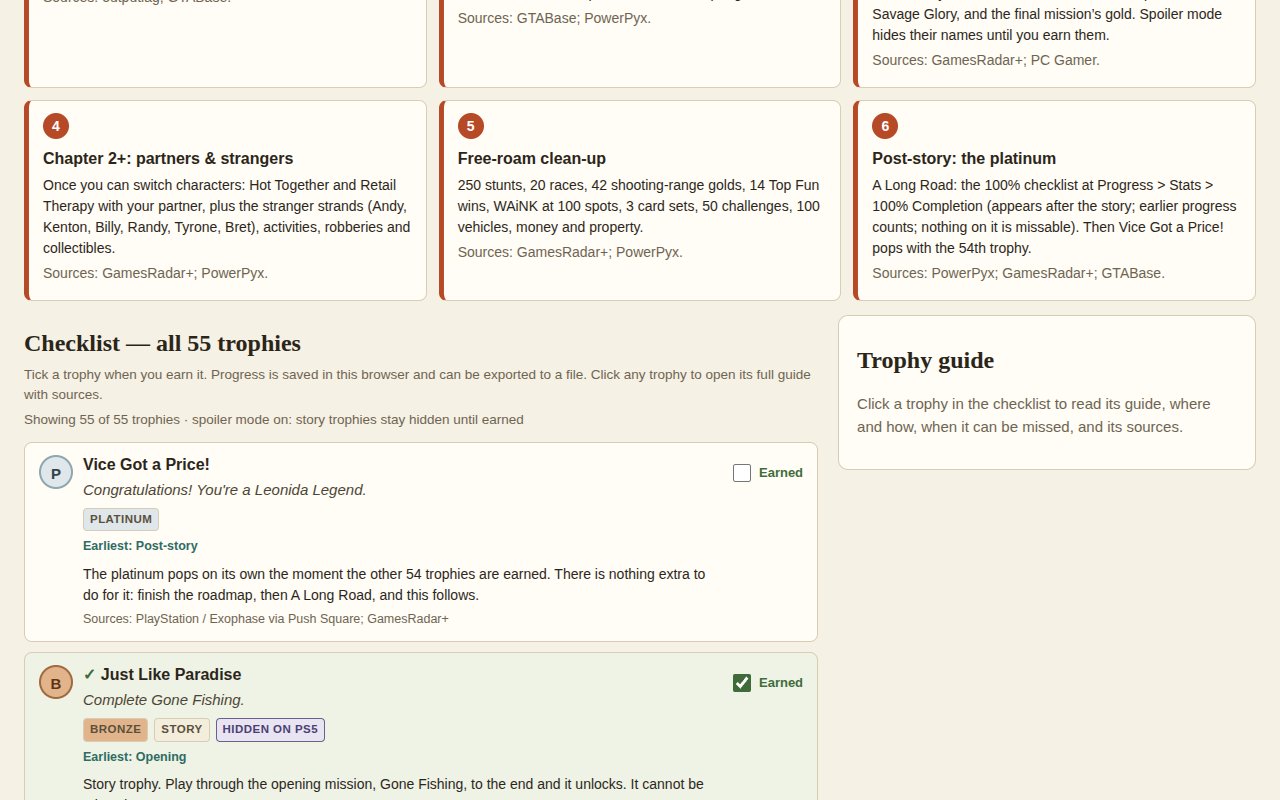 Sources: GTABase; PowerPyx.
Savage Glory, and the final mission's gold. Spoiler mode
hides their names until you earn them.
Sources: GamesRadar+; PC Gamer.
4
Chapter 2+: partners & strangers
Once you can switch characters: Hot Together and Retail
Therapy with your partner, plus the stranger strands (Andy,
Kenton, Billy, Randy, Tyrone, Bret), activities, robberies and
collectibles.
Sources: GamesRadar+; PowerPyx.
5
Free-roam clean-up
250 stunts, 20 races, 42 shooting-range golds, 14 Top Fun
wins, WAiNK at 100 spots, 3 card sets, 50 challenges, 100
vehicles, money and property.
Sources: GamesRadar+; PowerPyx.
6
Post-story: the platinum
A Long Road: the 100% checklist at Progress > Stats >
100% Completion (appears after the story; earlier progress
counts; nothing on it is missable). Then Vice Got a Price!
pops with the 54th trophy.
Sources: PowerPyx; GamesRadar+; GTABase.
Checklist — all 55 trophies
Tick a trophy when you earn it. Progress is saved in this browser and can be exported to a file. Click any trophy to open its full guide
with sources.
Showing 55 of 55 trophies · spoiler mode on: story trophies stay hidden until earned
P
Vice Got a Price!
Congratulations! You're a Leonida Legend.
PLATINUM
Earliest: Post-story
The platinum pops on its own the moment the other 54 trophies are earned. There is nothing extra to
do for it: finish the roadmap, then A Long Road, and this follows.
Sources: PlayStation / Exophase via Push Square; GamesRadar+
Earned
B
✓ Just Like Paradise
Complete Gone Fishing.
BRONZE
STORY
HIDDEN ON PS5
Earliest: Opening
Story trophy. Play through the opening mission, Gone Fishing, to the end and it unlocks. It cannot be
Earned
Trophy guide
Click a trophy in the checklist to read its guide, where
and how, when it can be missed, and its sources.